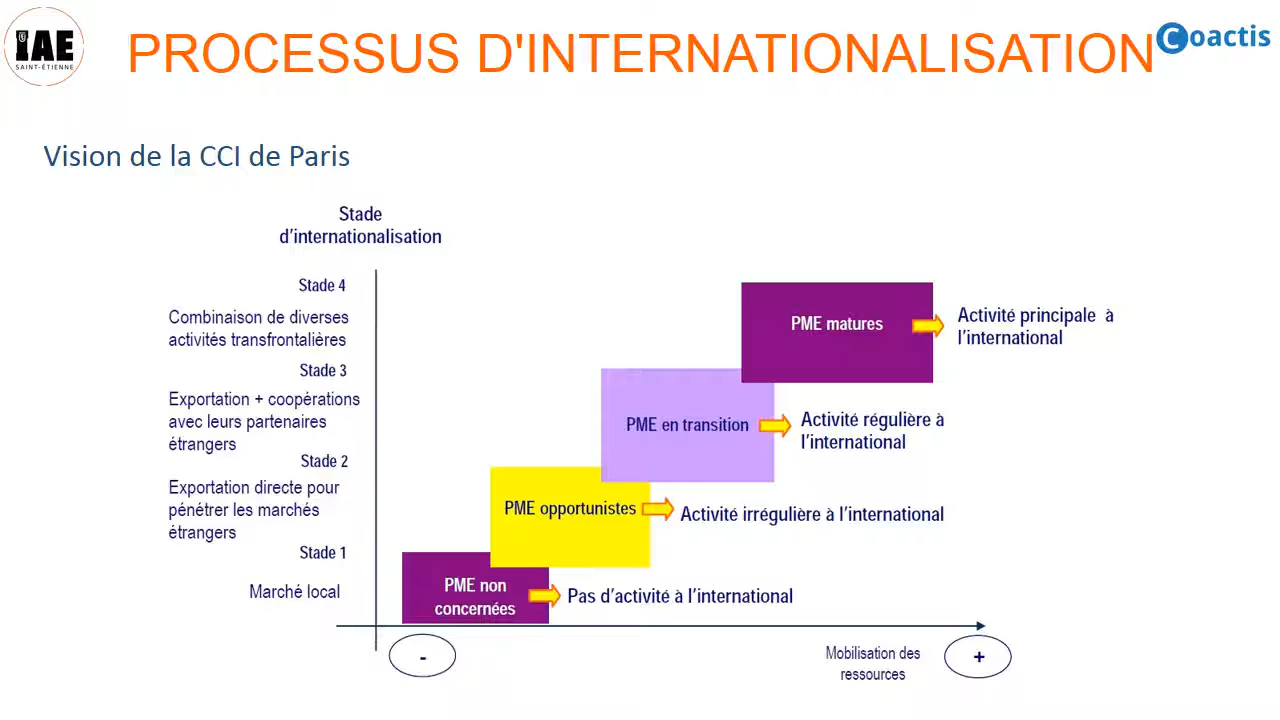 IAE
SAINT-ÉTIENNE
PROCESSUS D'INTERNATIONALISATION
Coactis
Vision de la CCI de Paris
Stade
d’internationalisation
Stade 4
Combinaison de diverses
activités transfrontalières
Stade 3
Exportation + coopérations
avec leurs partenaires
étrangers
Stade 2
Exportation directe pour
pénétrer les marchés
étrangers
Stade 1
Marché local
PME matures
Activité principale à
l’international
PME en transition
Activité régulière à
l’international
PME opportunistes
Activité irrégulière à l’international
PME non
concernées
Pas d’activité à l’international
-
Mobilisation des
ressources
+